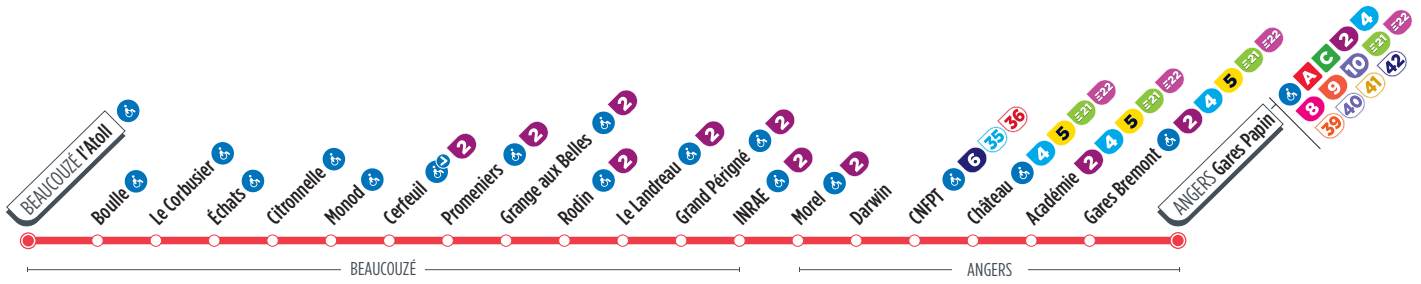 BEAUCOUZÉ l'Atoll
Boulle
Le Corbusier
Échats
Citronnelle
Monod
Cerfeuil 2
Promeniers 2
Grange aux Belles 2
Rodin 2
Le Landreau 2
Grand Périgné 2
INRAE 2
Morel 2
Darwin
CNFPT 6 35 36
Château 4 5 21 22
Académie 2 4 5 21 22
Gares Bremont 2 4 5 21 22
ANGERS Gares Papin
A C 2 4
8 9 10 21 22
39 40 41 42
BEAUCOUZÉ
ANGERS